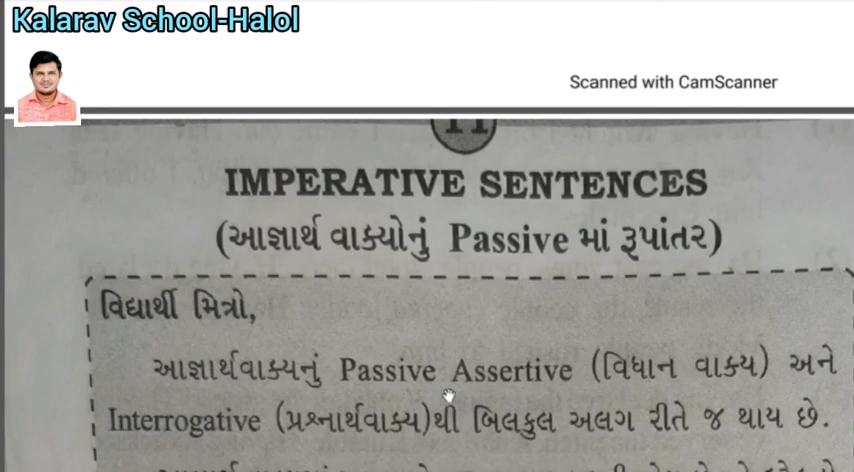 Kalarav School-Halol
Scanned with CamScanner
11
IMPERATIVE SENTENCES
(આજ્ઞાર્થ વાક્યોનું Passive માં રૂપાંતર)
વિદ્યાર્થી મિત્રો,
આજ્ઞાર્થવાક્યનું Passive Assertive (વિધાન વાક્ય) અને
Interrogative (પ્રશ્નાર્થવાક્ય)થી બિલકુલ અલગ રીતે જ થાય છે.